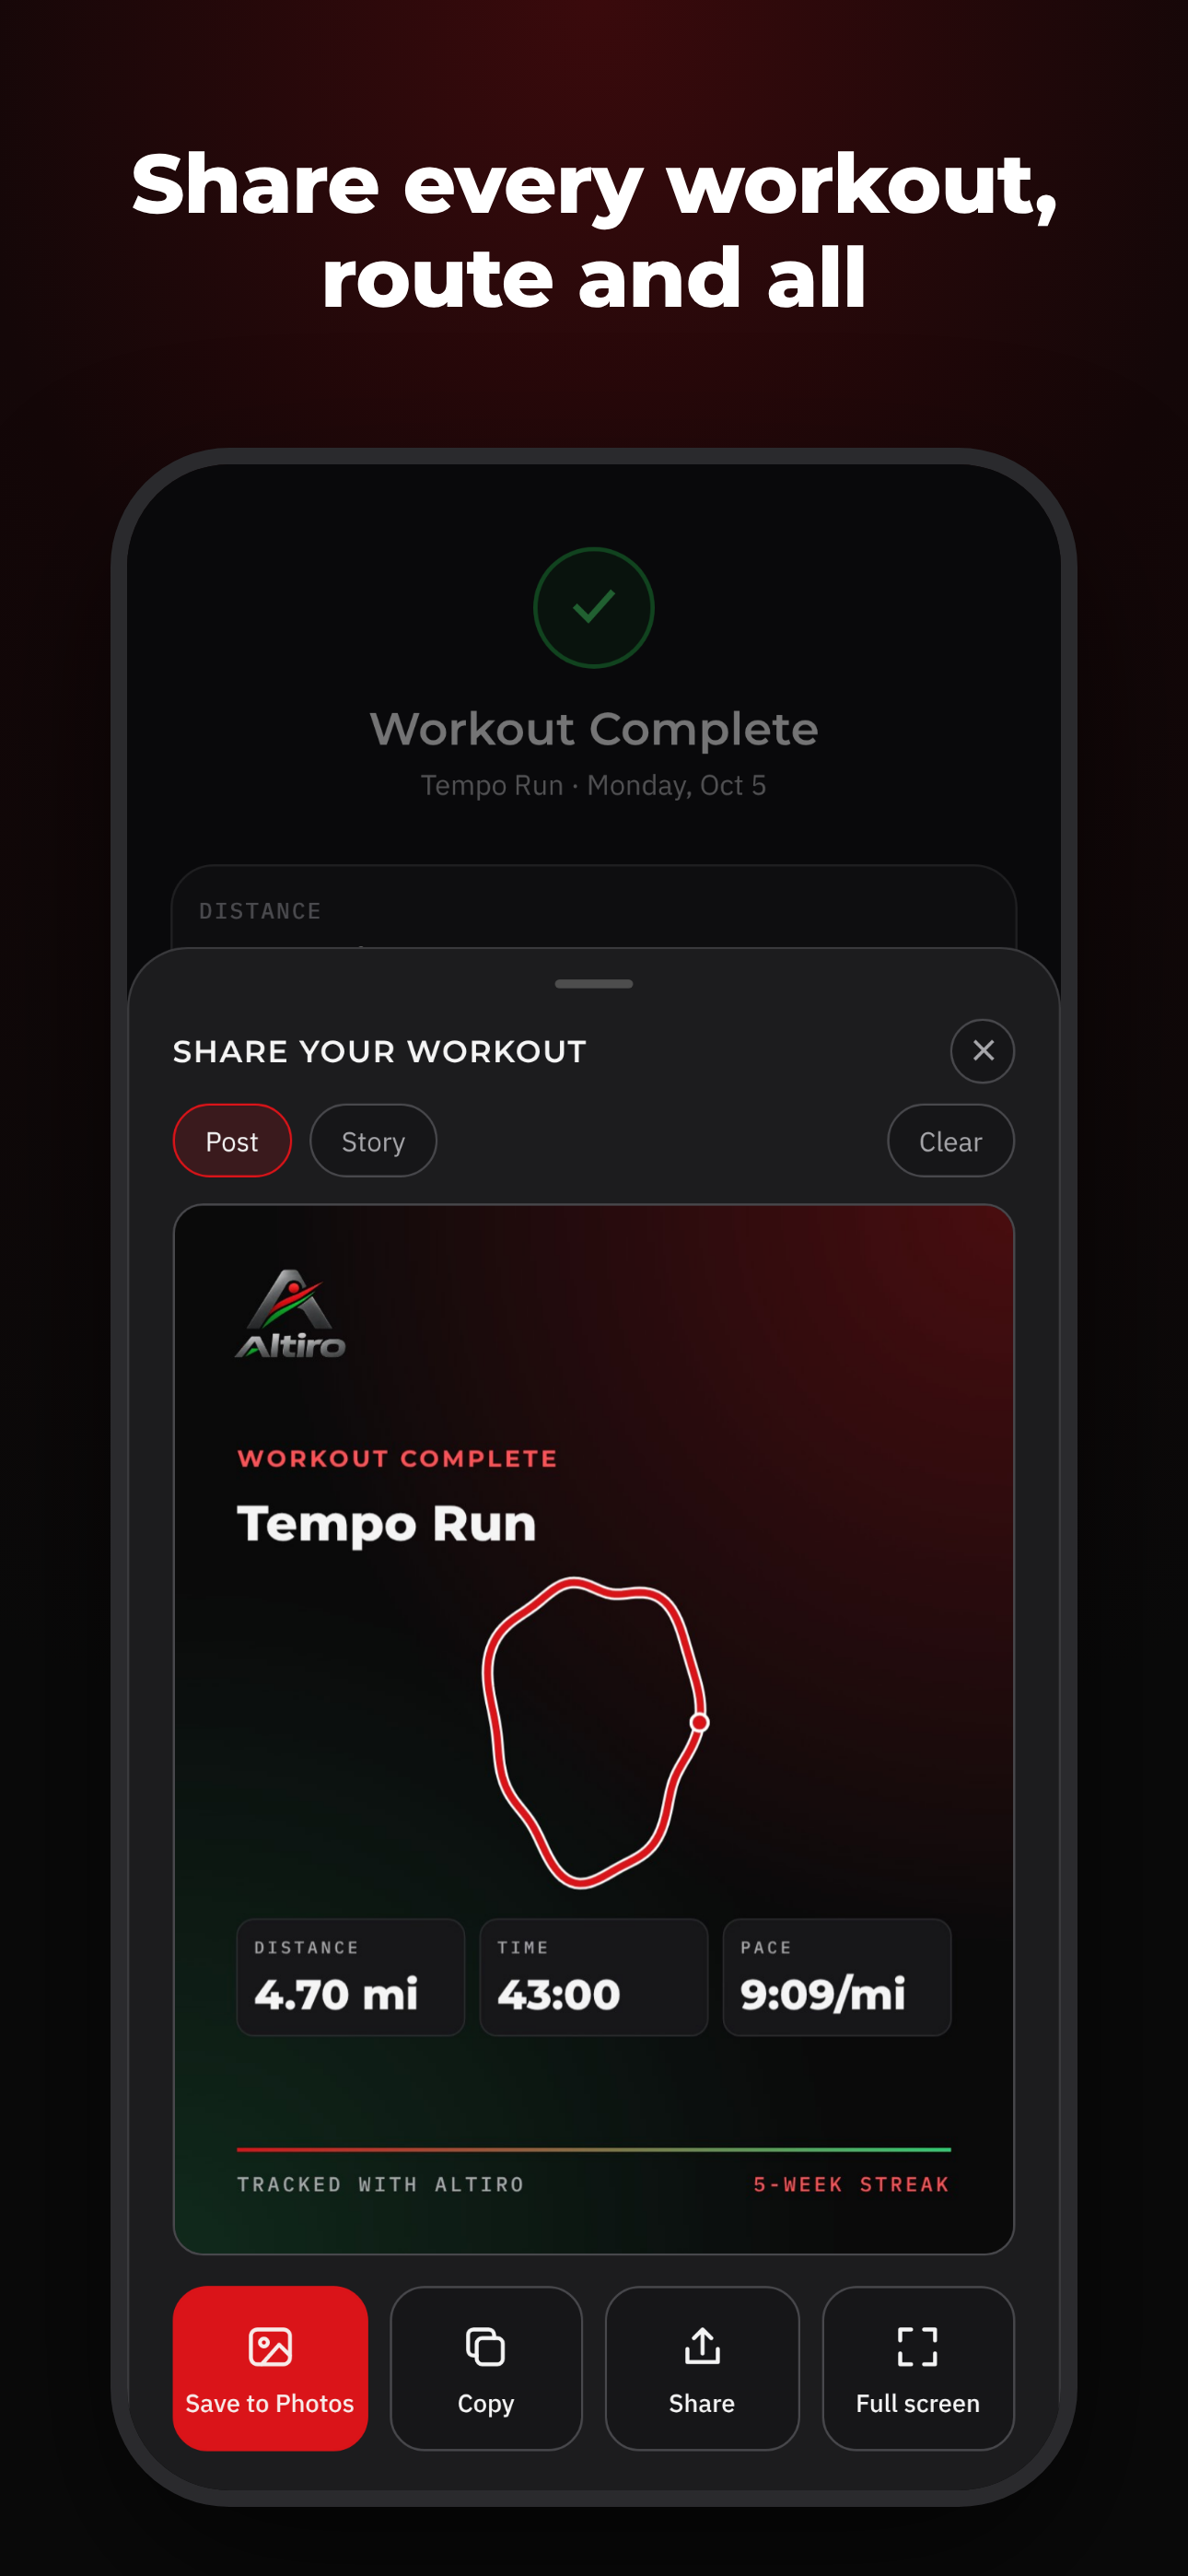 Share every workout,
route and all
Workout Complete
Tempo Run · Monday, Oct 5
DISTANCE
SHARE YOUR WORKOUT
Post
Story
Clear
Altiro
WORKOUT COMPLETE
Tempo Run
DISTANCE
4.70 mi
TIME
43:00
PACE
9:09/mi
TRACKED WITH ALTIRO
5-WEEK STREAK
Save to Photos
Copy
Share
Full screen